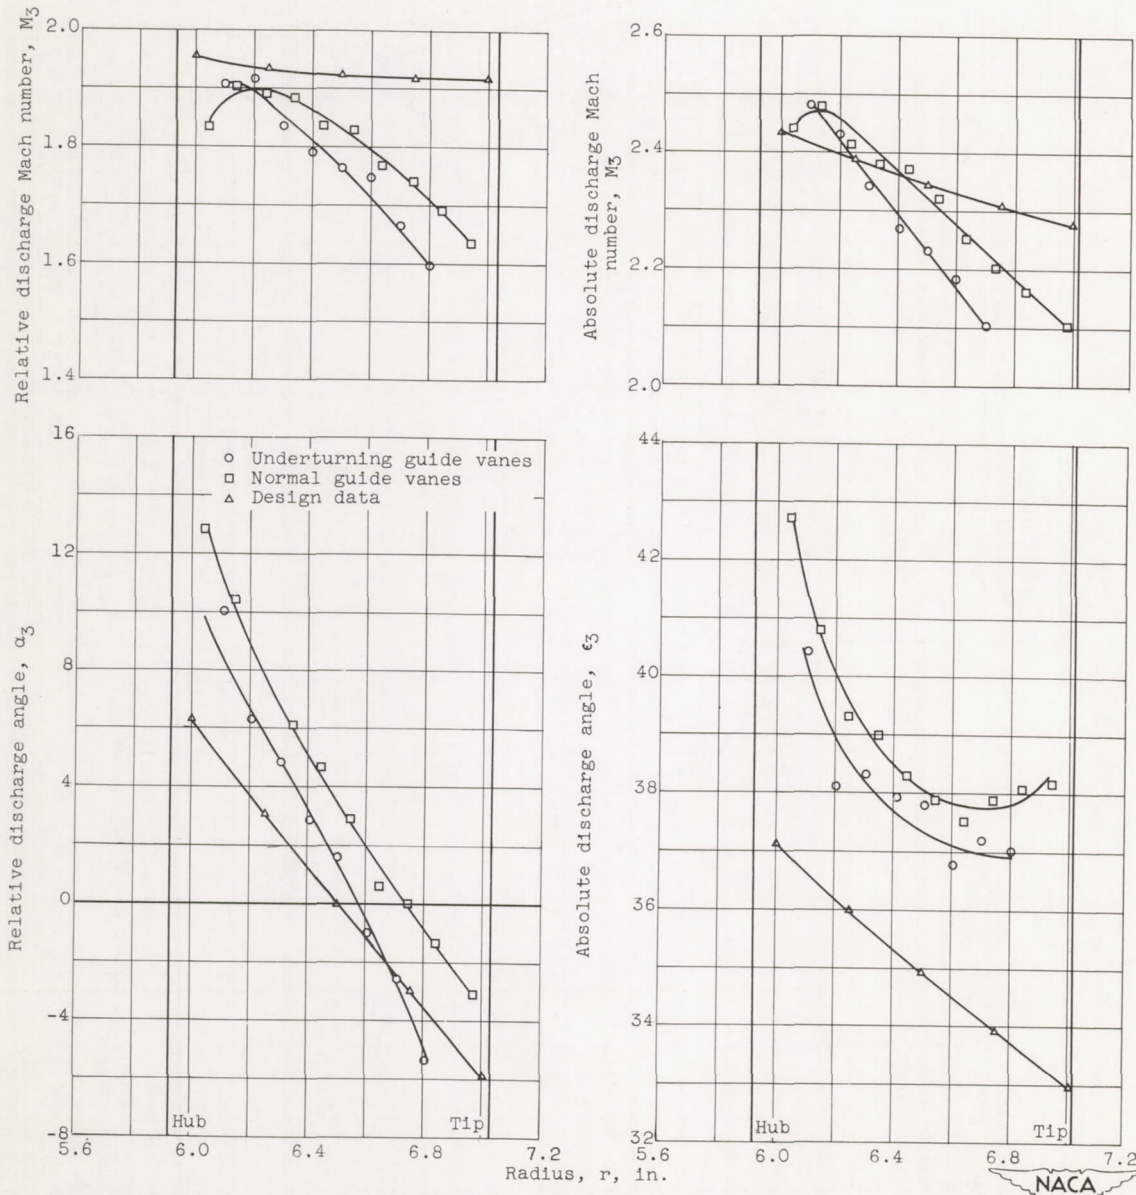 Relative discharge Mach number, M3
2.0
1.8
1.6
1.4
Absolute discharge Mach
number, M3
2.6
2.4
2.2
2.0
Relative discharge angle, α3
16
12
8
4
0
-4
-8
Underturning guide vanes
Normal guide vanes
Design data
Hub
Tip
5.6 6.0 6.4 6.8 7.2
Absolute discharge angle, ε3
44
42
40
38
36
34
32
Hub
Tip
5.6 6.0 6.4 6.8 7.2
Radius, r, in.
NACA